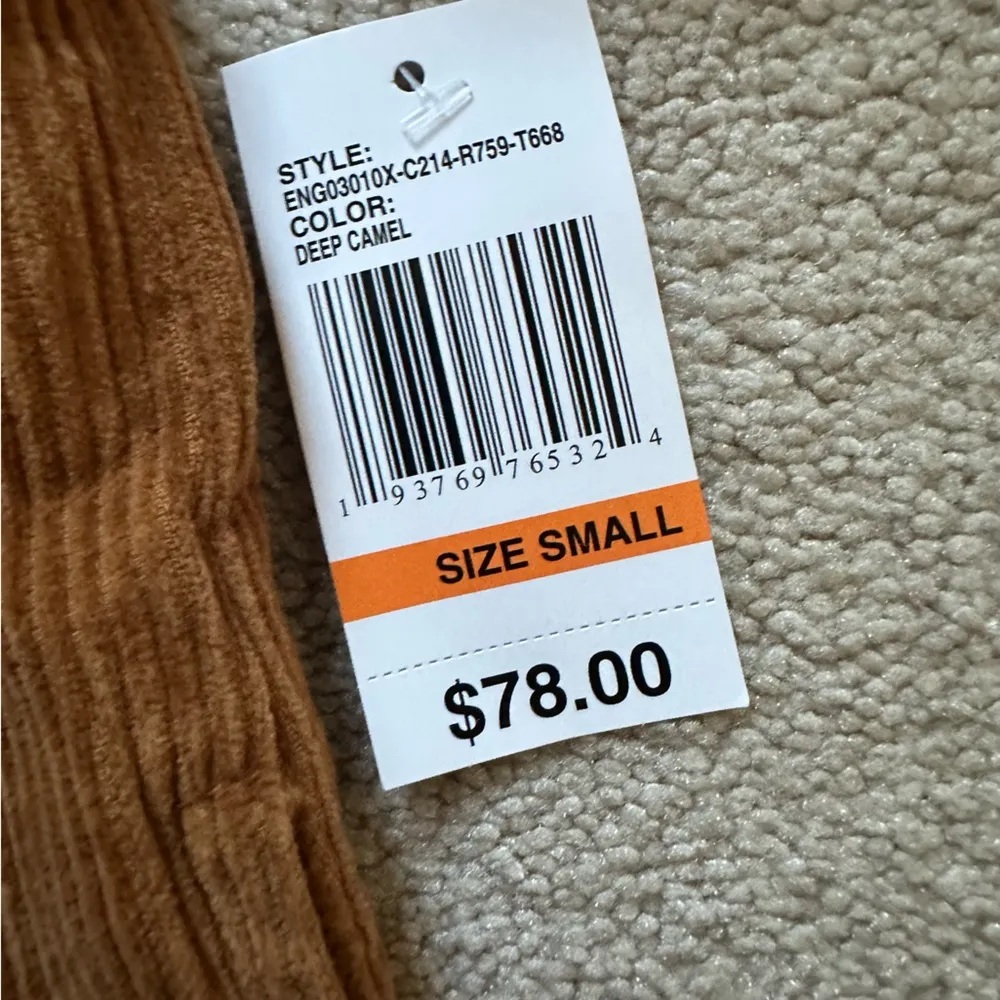 STYLE:
ENG03010X-C214-R759-T668
COLOR:
DEEP CAMEL
1 93769 76532 4
SIZE SMALL
$78.00